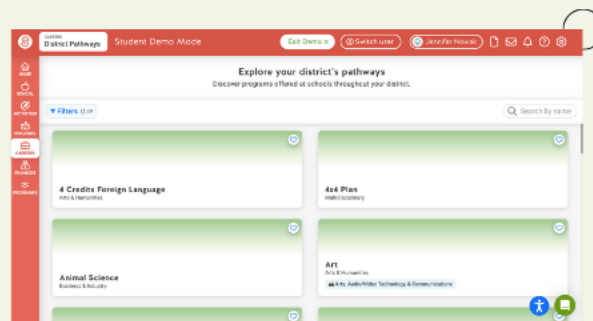 CAREERS
District Pathways
Student Demo Mode
Exit Demo ×
Switch user
Jennifer Nowak
HOME
SCHOOL
CAREERS
FINANCES
PROGRAMS
Explore your district's pathways
Discover programs offered at schools throughout your district.
Filters
Search by name
4 Credits Foreign Language
Arts & Humanities
4x4 Plan
Multidisciplinary
Animal Science
Business & Industry
Art
Arts & Humanities
Arts, Audio/Video Technology, & Communications